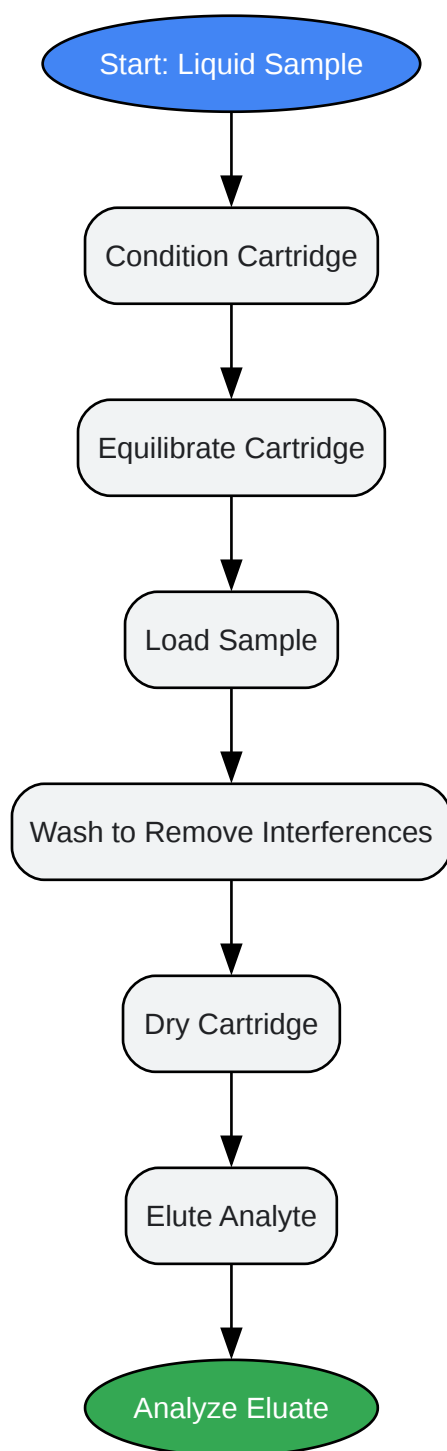 Start: Liquid Sample
Condition Cartridge
Equilibrate Cartridge
Load Sample
Wash to Remove Interferences
Dry Cartridge
Elute Analyte
Analyze Eluate